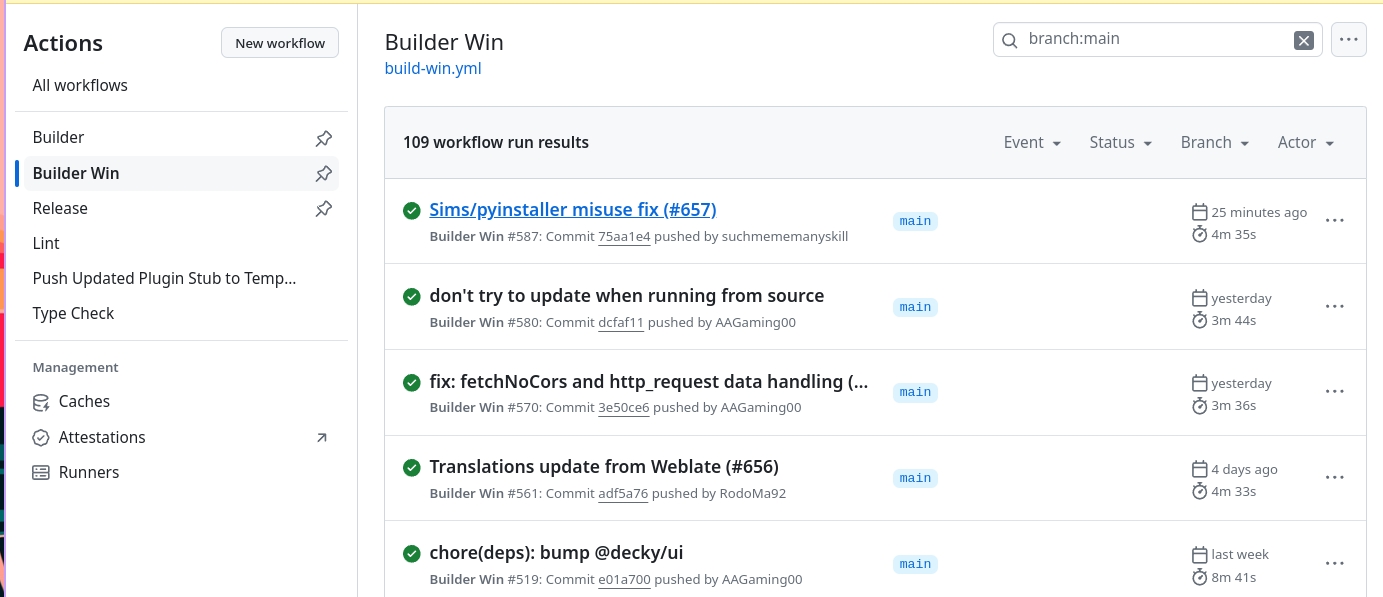 Actions
New workflow
All workflows
Builder
Builder Win
Release
Lint
Push Updated Plugin Stub to Temp...
Type Check
Management
Caches
Attestations
Runners
Builder Win
build-win.yml
branch:main
109 workflow run results
Event
Status
Branch
Actor
Sims/pyinstaller misuse fix (#657)
Builder Win #587: Commit 75aa1e4 pushed by suchmememanyskill
main
25 minutes ago
4m 35s
don't try to update when running from source
Builder Win #580: Commit dcfaf11 pushed by AAGaming00
main
yesterday
3m 44s
fix: fetchNoCors and http_request data handling (...
Builder Win #570: Commit 3e50ce6 pushed by AAGaming00
main
yesterday
3m 36s
Translations update from Weblate (#656)
Builder Win #561: Commit adf5a76 pushed by RodoMa92
main
4 days ago
4m 33s
chore(deps): bump @decky/ui
Builder Win #519: Commit e01a700 pushed by AAGaming00
main
last week
8m 41s